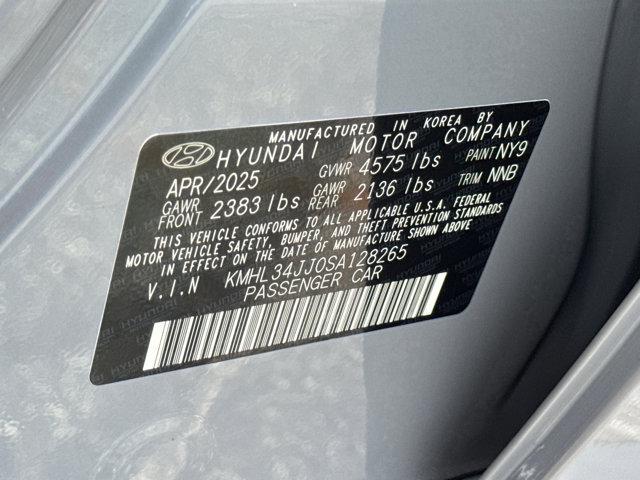 MANUFACTURED IN KOREA BY
HYUNDAI MOTOR COMPANY
APR/2025 GVWR 4575 lbs PAINT NY9
GAWR FRONT 2383 lbs GAWR REAR 2136 lbs TRIM NNB
THIS VEHICLE CONFORMS TO ALL APPLICABLE U.S.A. FEDERAL
MOTOR VEHICLE SAFETY, BUMPER, AND THEFT PREVENTION STANDARDS
IN EFFECT ON THE DATE OF MANUFACTURE SHOWN ABOVE.
V.I.N KMHL34JJ0SA128265
PASSENGER CAR